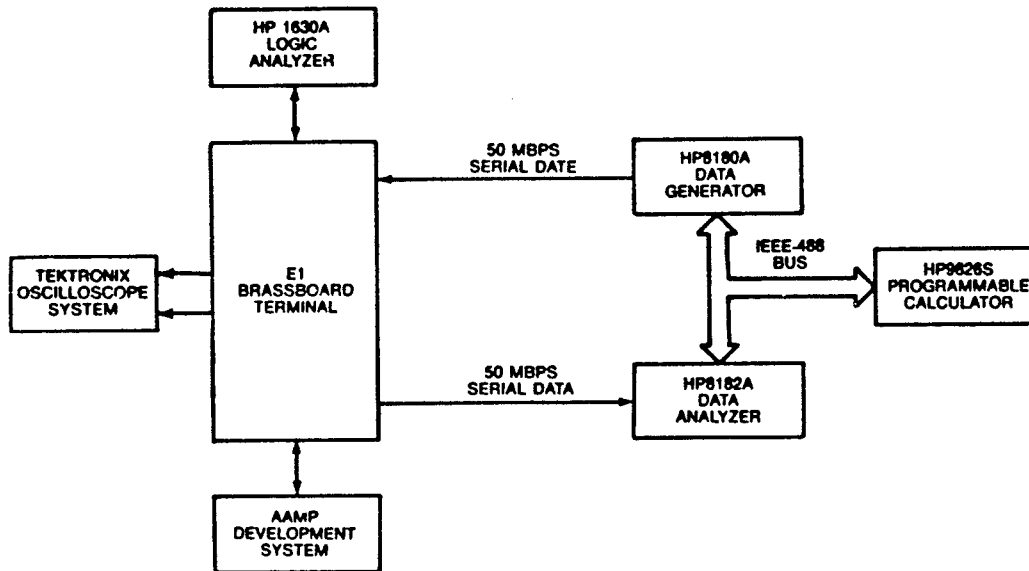 HP 1630A
LOGIC
ANALYZER
50 MBPS
SERIAL DATE
HP8180A
DATA
GENERATOR
IEEE-488
BUS
HP9826S
PROGRAMMABLE
CALCULATOR
TEKTRONIX
OSCILLOSCOPE
SYSTEM
E1
BRASSBOARD
TERMINAL
50 MBPS
SERIAL DATA
HP8182A
DATA
ANALYZER
AAMP
DEVELOPMENT
SYSTEM